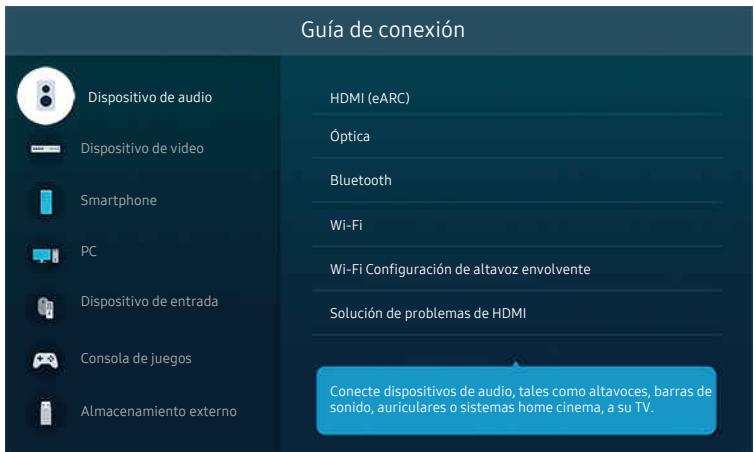 Guía de conexión
Dispositivo de audio
Dispositivo de video
Smartphone
PC
Dispositivo de entrada
Consola de juegos
Almacenamiento externo
HDMI (eARC)
Óptica
Bluetooth
Wi-Fi
Wi-Fi Configuración de altavoz envolvente
Solución de problemas de HDMI
Conecte dispositivos de audio, tales como altavoces, barras de
sonido, auriculares o sistemas home cinema, a su TV.